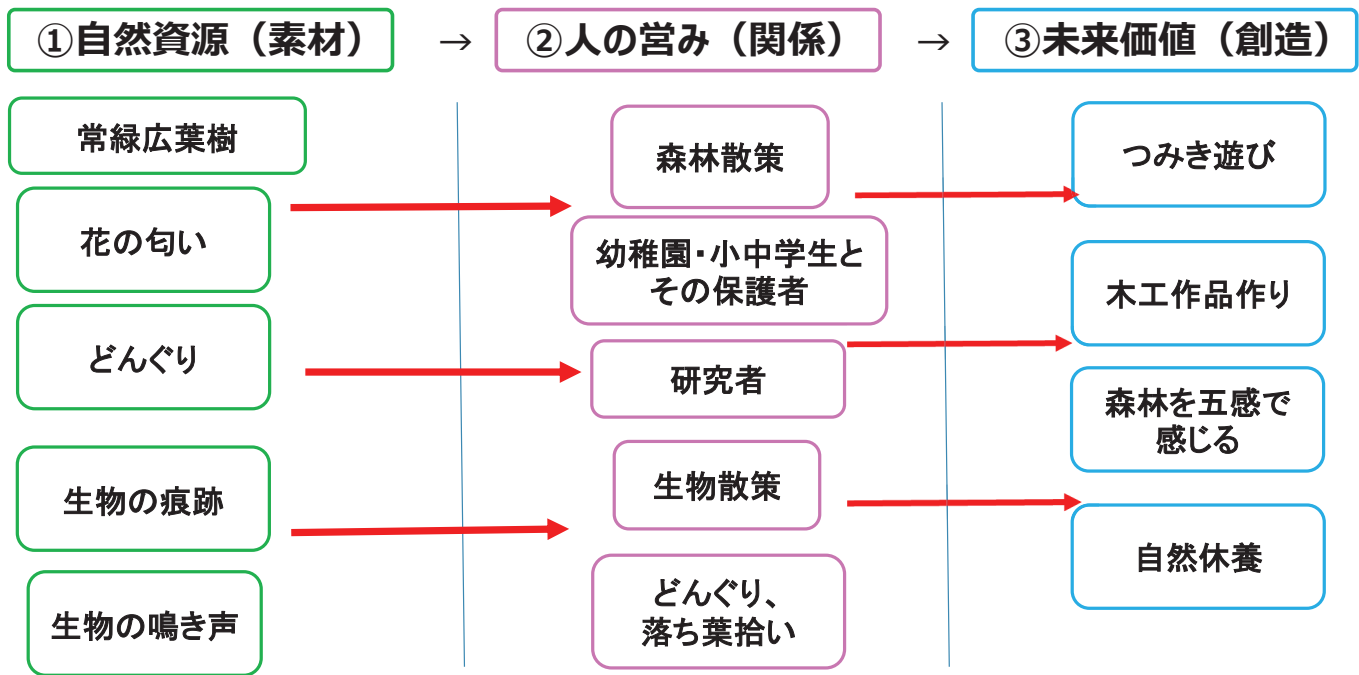 ①自然資源（素材） → ②人の営み（関係） → ③未来価値（創造）
常緑広葉樹
花の匂い
どんぐり
生物の痕跡
生物の鳴き声
森林散策
幼稚園・小中学生と
その保護者
研究者
生物散策
どんぐり、
落ち葉拾い
つみき遊び
木工作品作り
森林を五感で
感じる
自然休養